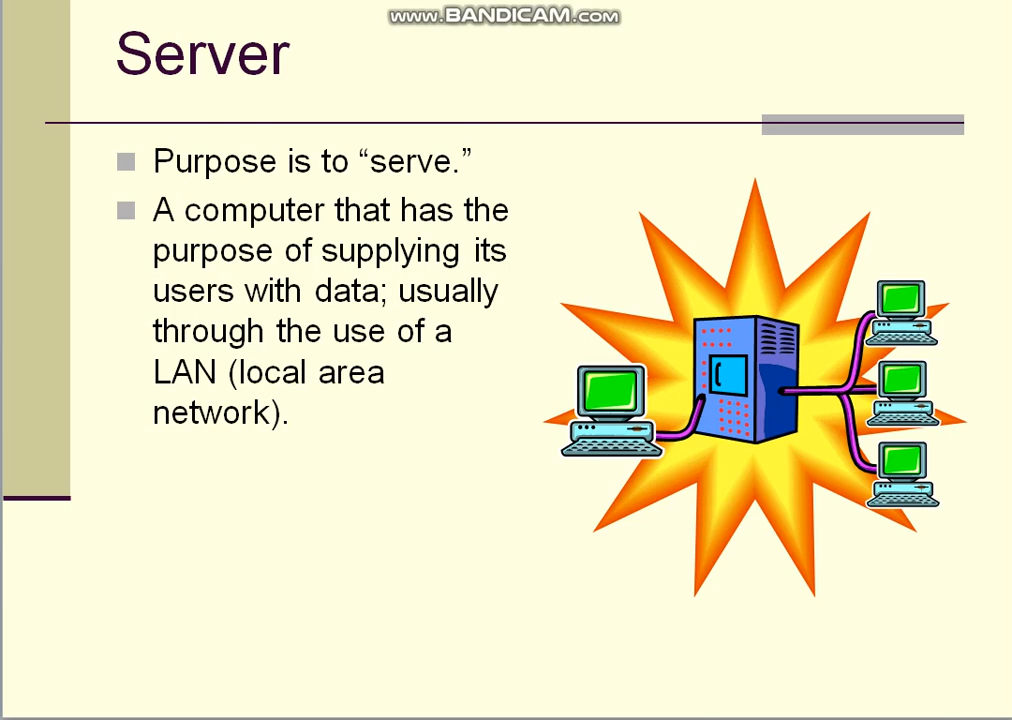 www.BANDICAM.com
Server
Purpose is to “serve.”
A computer that has the
purpose of supplying its
users with data; usually
through the use of a
LAN (local area
network).